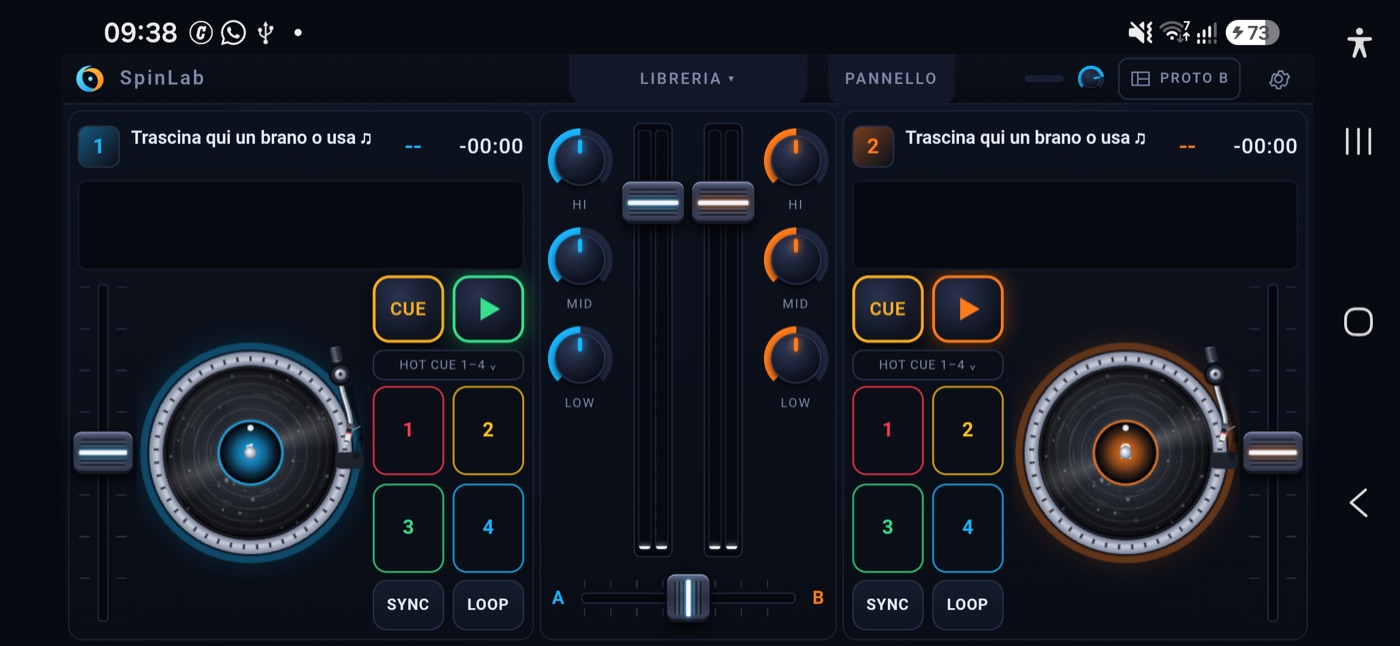 09:38
7
73
SpinLab
LIBRERIA ▾
PANNELLO
PROTO B
1
Trascina qui un brano o usa ♫
--
-00:00
CUE
HOT CUE 1–4 ˅
1
2
3
4
SYNC
LOOP
HI
MID
LOW
HI
MID
LOW
A
B
2
Trascina qui un brano o usa ♫
--
-00:00
CUE
HOT CUE 1–4 ˅
1
2
3
4
SYNC
LOOP